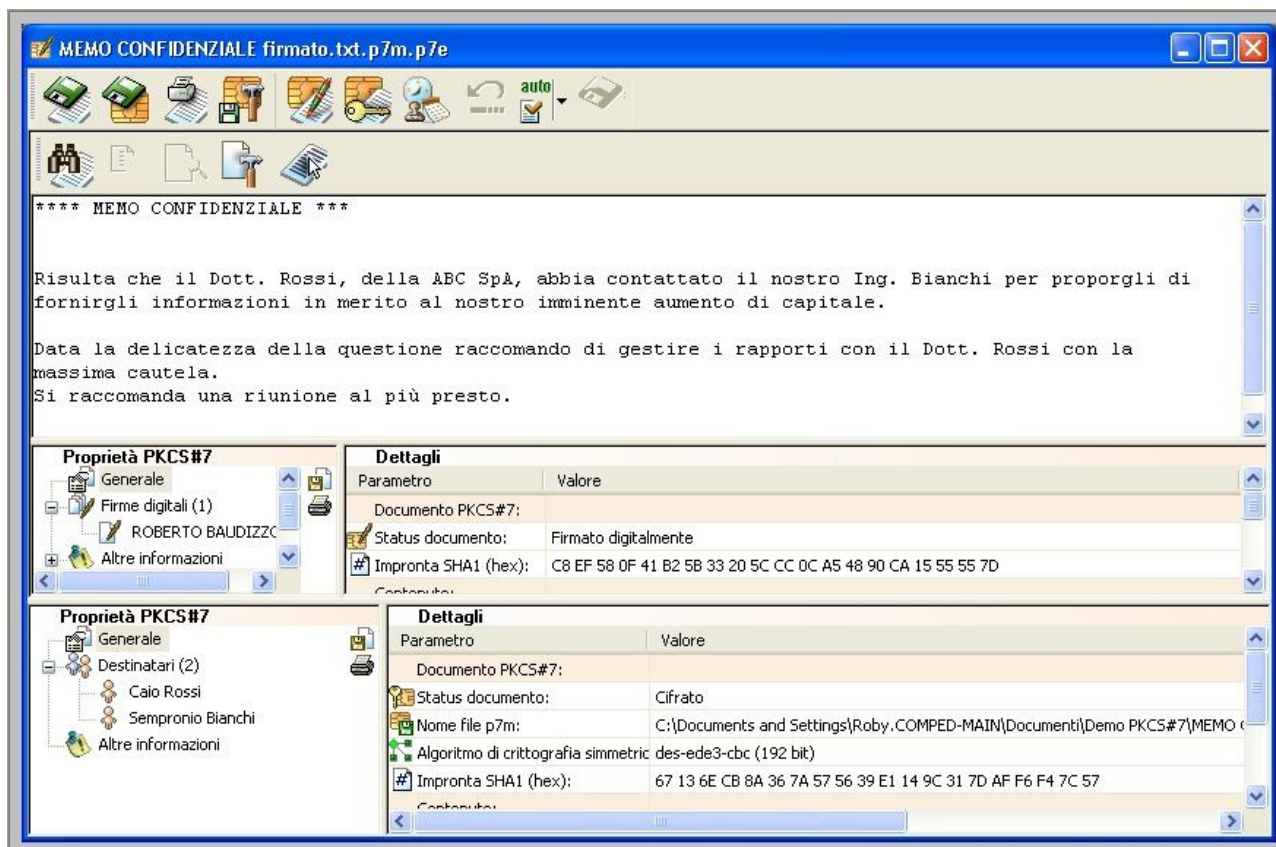 MEMO CONFIDENZIALE firmato.txt.p7m.p7e
auto
**** MEMO CONFIDENZIALE ***
Risulta che il Dott. Rossi, della ABC SpA, abbia contattato il nostro Ing. Bianchi per proporgli di
fornirgli informazioni in merito al nostro imminente aumento di capitale.
Data la delicatezza della questione raccomando di gestire i rapporti con il Dott. Rossi con la
massima cautela.
Si raccomanda una riunione al più presto.
Proprietà PKCS#7
Generale
Firme digitali (1)
ROBERTO BAUDIZZO
Altre informazioni
Dettagli
Parametro Valore
Documento PKCS#7:
Status documento: Firmato digitalmente
Impronta SHA1 (hex): C8 EF 58 0F 41 B2 5B 33 20 5C CC 0C A5 48 90 CA 15 55 55 7D
Contenuto:
Proprietà PKCS#7
Generale
Destinatari (2)
Caio Rossi
Sempronio Bianchi
Altre informazioni
Dettagli
Parametro Valore
Documento PKCS#7:
Status documento: Cifrato
Nome file p7m: C:\Documents and Settings\Roby.COMPED-MAIN\Documenti\Demo PKCS#7\MEMO
Algoritmo di crittografia simmetric des-ede3-cbc (192 bit)
Impronta SHA1 (hex): 67 13 6E CB 8A 36 7A 57 56 39 E1 14 9C 31 7D AF F6 F4 7C 57
Contenuto: